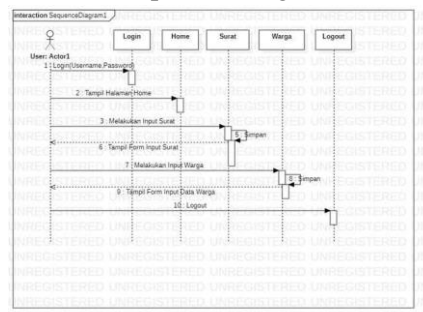 interaction SequenceDiagram1
Login
Home
Surat
Warga
Logout
User: Actor1
1 : Login(Username,Password)
2 : Tampil Halaman Home
3 : Melakukan Input Surat
5 : Simpan
6 : Tampil Form Input Surat
7 : Melakukan Input Warga
8 : Simpan
9 : Tampil Form Input Data Warga
10 : Logout
UNREGISTERED